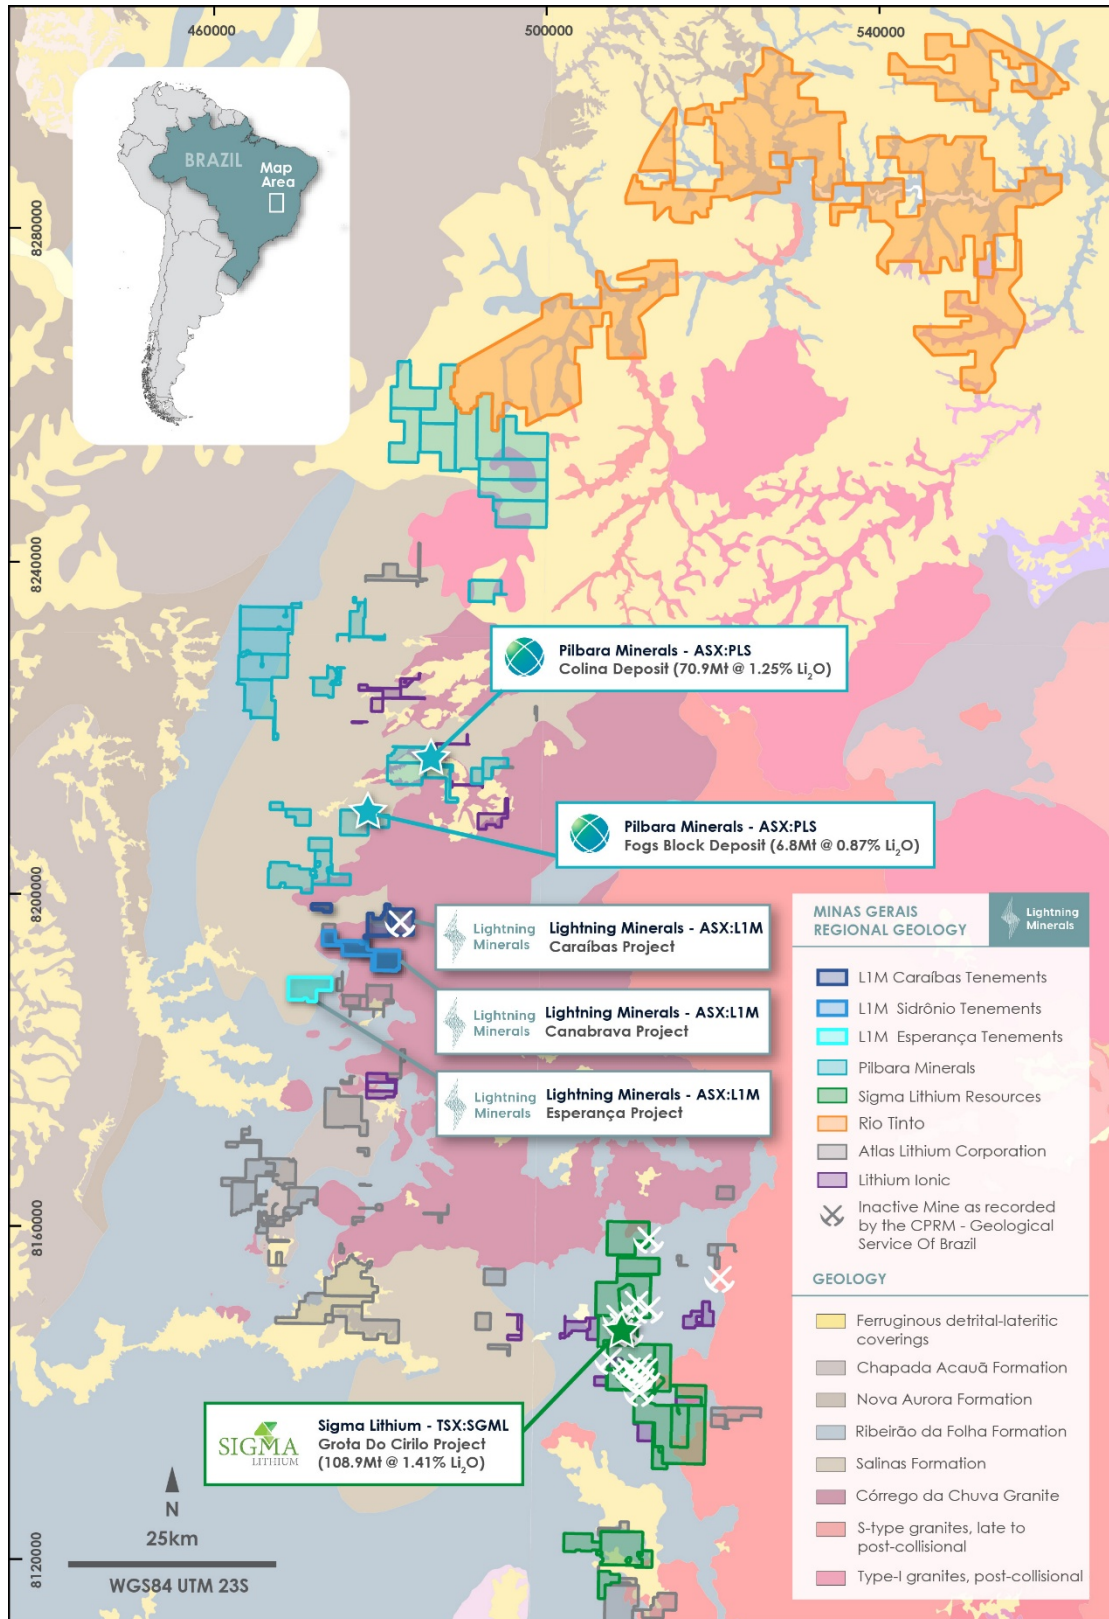 460000
500000
540000
BRAZIL
Map
Area
8280000
8240000
8200000
8160000
8120000
Pilbara Minerals - ASX:PLS
Colina Deposit (70.9Mt @ 1.25% Li₂O)
Pilbara Minerals - ASX:PLS
Fogs Block Deposit (6.8Mt @ 0.87% Li₂O)
Lightning
Minerals
Lightning Minerals - ASX:L1M
Caraíbas Project
Lightning
Minerals
Lightning Minerals - ASX:L1M
Canabrava Project
Lightning
Minerals
Lightning Minerals - ASX:L1M
Esperança Project
SIGMA
LITHIUM
Sigma Lithium - TSX:SGML
Grota Do Cirilo Project
(108.9Mt @ 1.41% Li₂O)
N
25km
WGS84 UTM 23S
MINAS GERAIS
REGIONAL GEOLOGY
Lightning
Minerals
L1M Caraíbas Tenements
L1M Sidrônio Tenements
L1M Esperança Tenements
Pilbara Minerals
Sigma Lithium Resources
Rio Tinto
Atlas Lithium Corporation
Lithium Ionic
Inactive Mine as recorded
by the CPRM - Geological
Service Of Brazil
GEOLOGY
Ferruginous detrital-lateritic
coverings
Chapada Acauã Formation
Nova Aurora Formation
Ribeirão da Folha Formation
Salinas Formation
Córrego da Chuva Granite
S-type granites, late to
post-collisional
Type-I granites, post-collisional